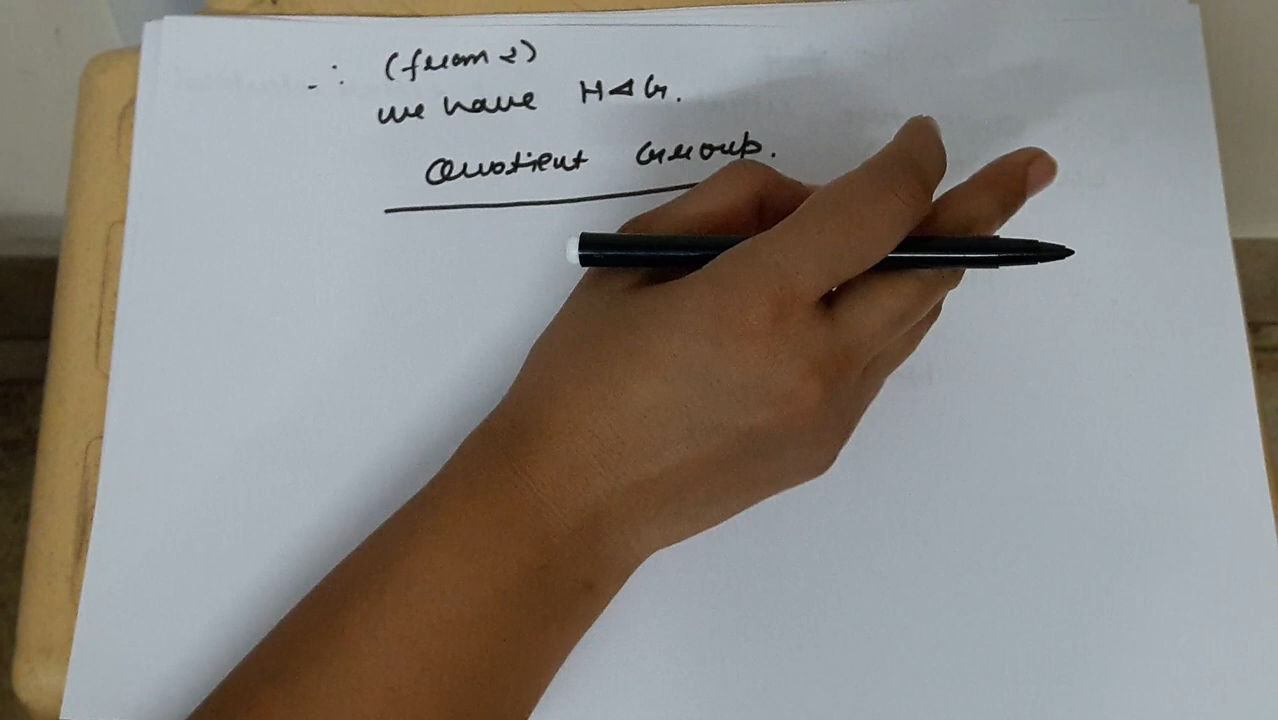 ∴ (from 2)
we have H⊲G.
Quotient Group.